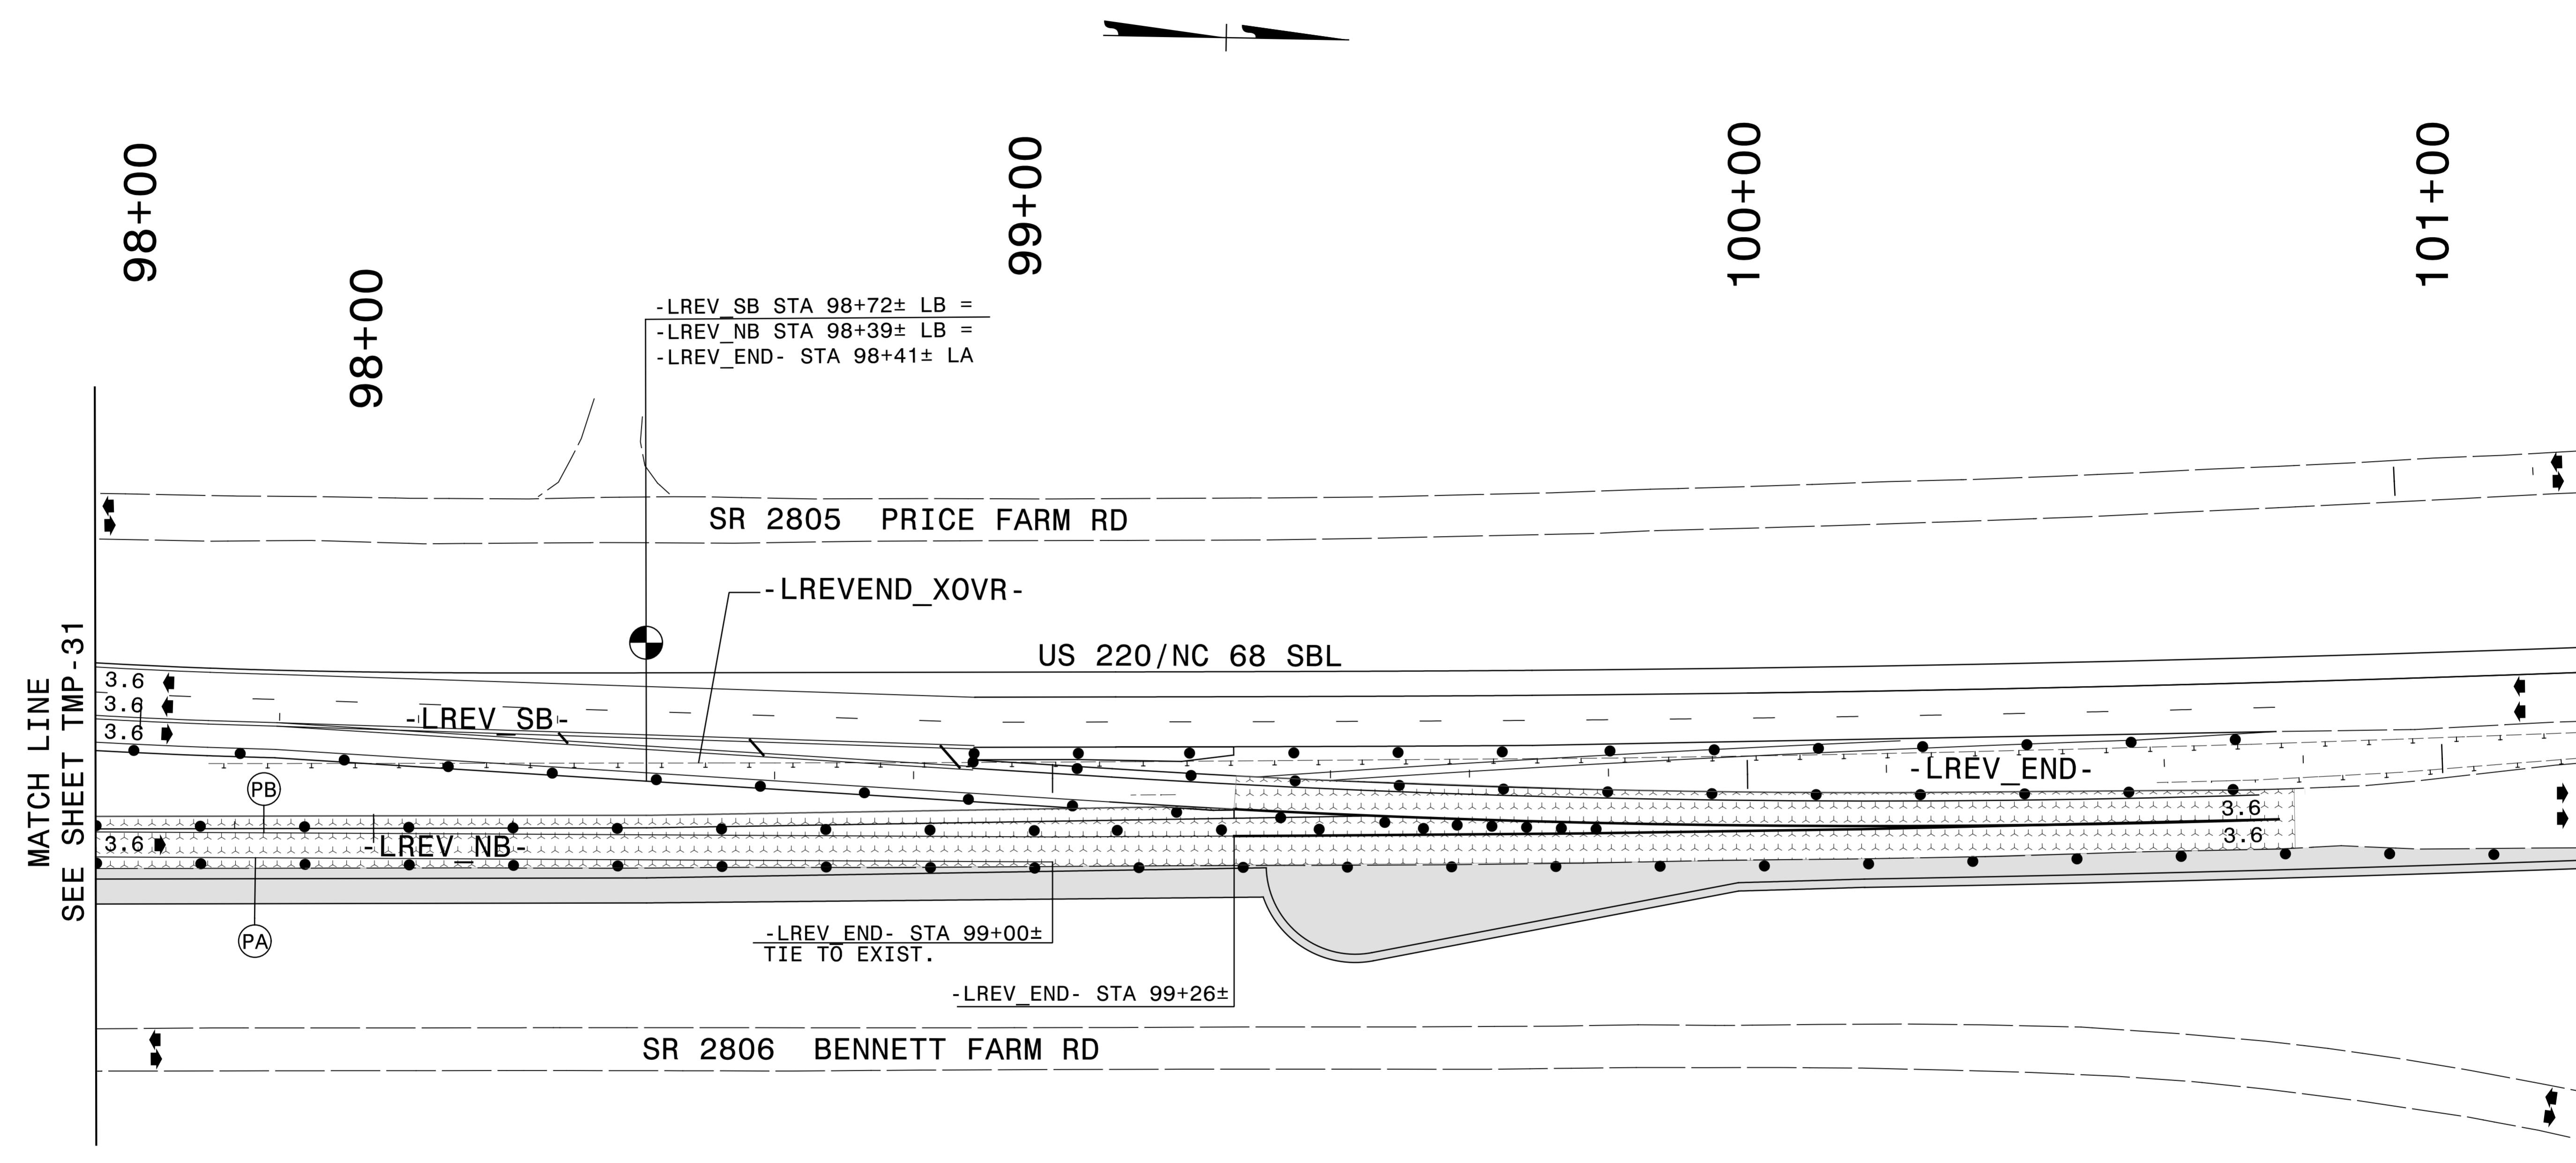 98+00
98+00
99+00
100+00
101+00
-LREV_SB STA 98+72± LB =
-LREV_NB STA 98+39± LB =
-LREV_END- STA 98+41± LA
SR 2805 PRICE FARM RD
-LREVEND_XOVR-
US 220/NC 68 SBL
MATCH LINE
SEE SHEET TMP-31
3.6
3.6
3.6
-LREV_SB-
-LREV_END-
PB
3.6
3.6
3.6
-LREV_NB-
PA
-LREV_END- STA 99+00±
TIE TO EXIST.
-LREV_END- STA 99+26±
SR 2806 BENNETT FARM RD